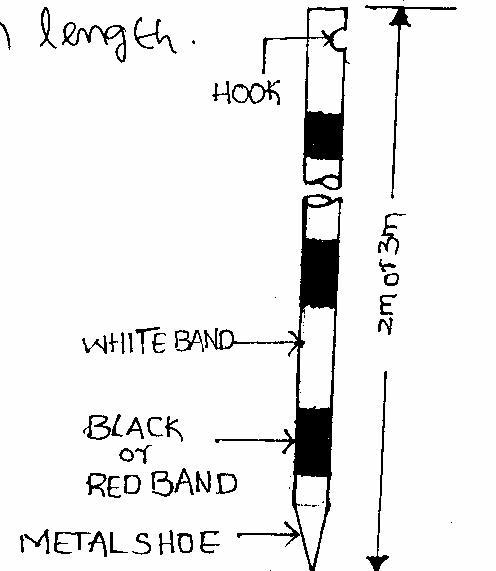 length.
HOOK
2m or 3m
WHITE BAND
BLACK
or
RED BAND
METAL SHOE